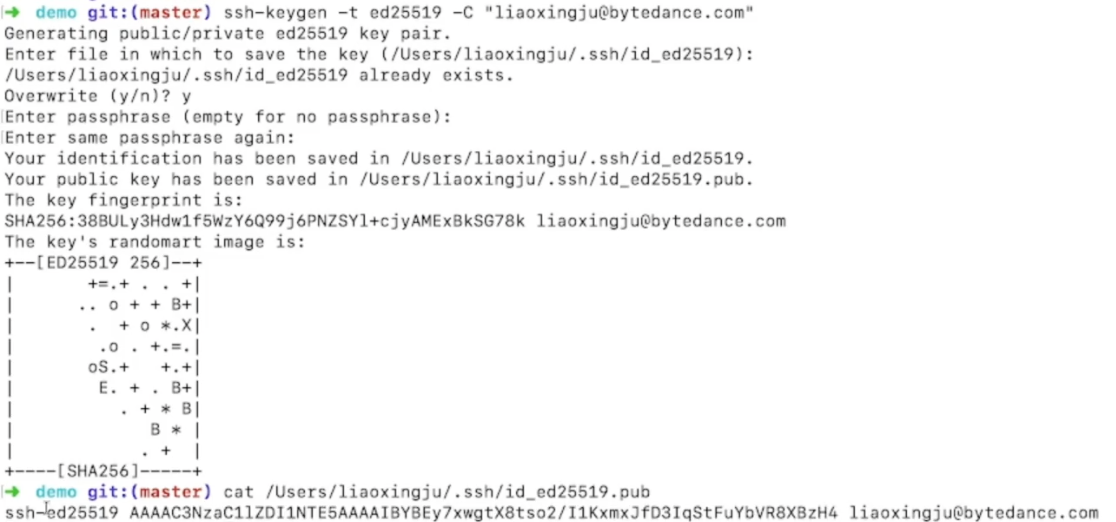 ➜ demo git:(master) ssh-keygen -t ed25519 -C "liaoxingju@bytedance.com"
Generating public/private ed25519 key pair.
Enter file in which to save the key (/Users/liaoxingju/.ssh/id_ed25519):
/Users/liaoxingju/.ssh/id_ed25519 already exists.
Overwrite (y/n)? y
Enter passphrase (empty for no passphrase):
Enter same passphrase again:
Your identification has been saved in /Users/liaoxingju/.ssh/id_ed25519.
Your public key has been saved in /Users/liaoxingju/.ssh/id_ed25519.pub.
The key fingerprint is:
SHA256:38BULy3Hdw1f5WzY6Q99j6PNZSYl+cjyAMExBkSG78k liaoxingju@bytedance.com
The key's randomart image is:
+--[ED25519 256]--+
|       +=.+ . . +|
|      .. o + + B+|
|       .  + o *.X|
|        .o . +.=.|
|       oS.+   +.+|
|        E. + . B+|
|          . + * B|
|             B * |
|            . +  |
+----[SHA256]-----+
➜ demo git:(master) cat /Users/liaoxingju/.ssh/id_ed25519.pub
ssh-ed25519 AAAAC3NzaC1lZDI1NTE5AAAAIBYBEy7xwgtX8tso2/I1KxmxJfD3IqStFuYbVR8XBzH4 liaoxingju@bytedance.com